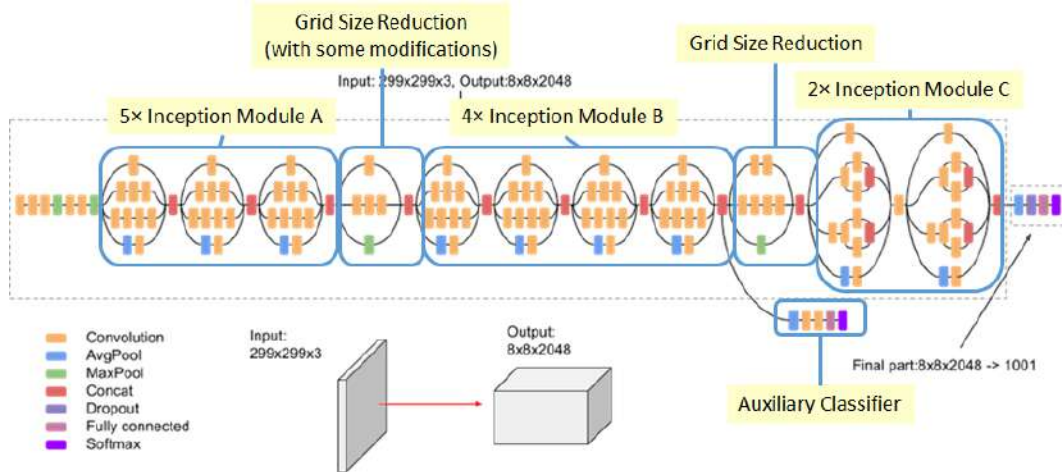 Grid Size Reduction
(with some modifications)
Grid Size Reduction
Input: 299x299x3, Output:8x8x2048
5× Inception Module A
4× Inception Module B
2× Inception Module C
Convolution
AvgPool
MaxPool
Concat
Dropout
Fully connected
Softmax
Input:
299x299x3
Output:
8x8x2048
Final part:8x8x2048 -> 1001
Auxiliary Classifier